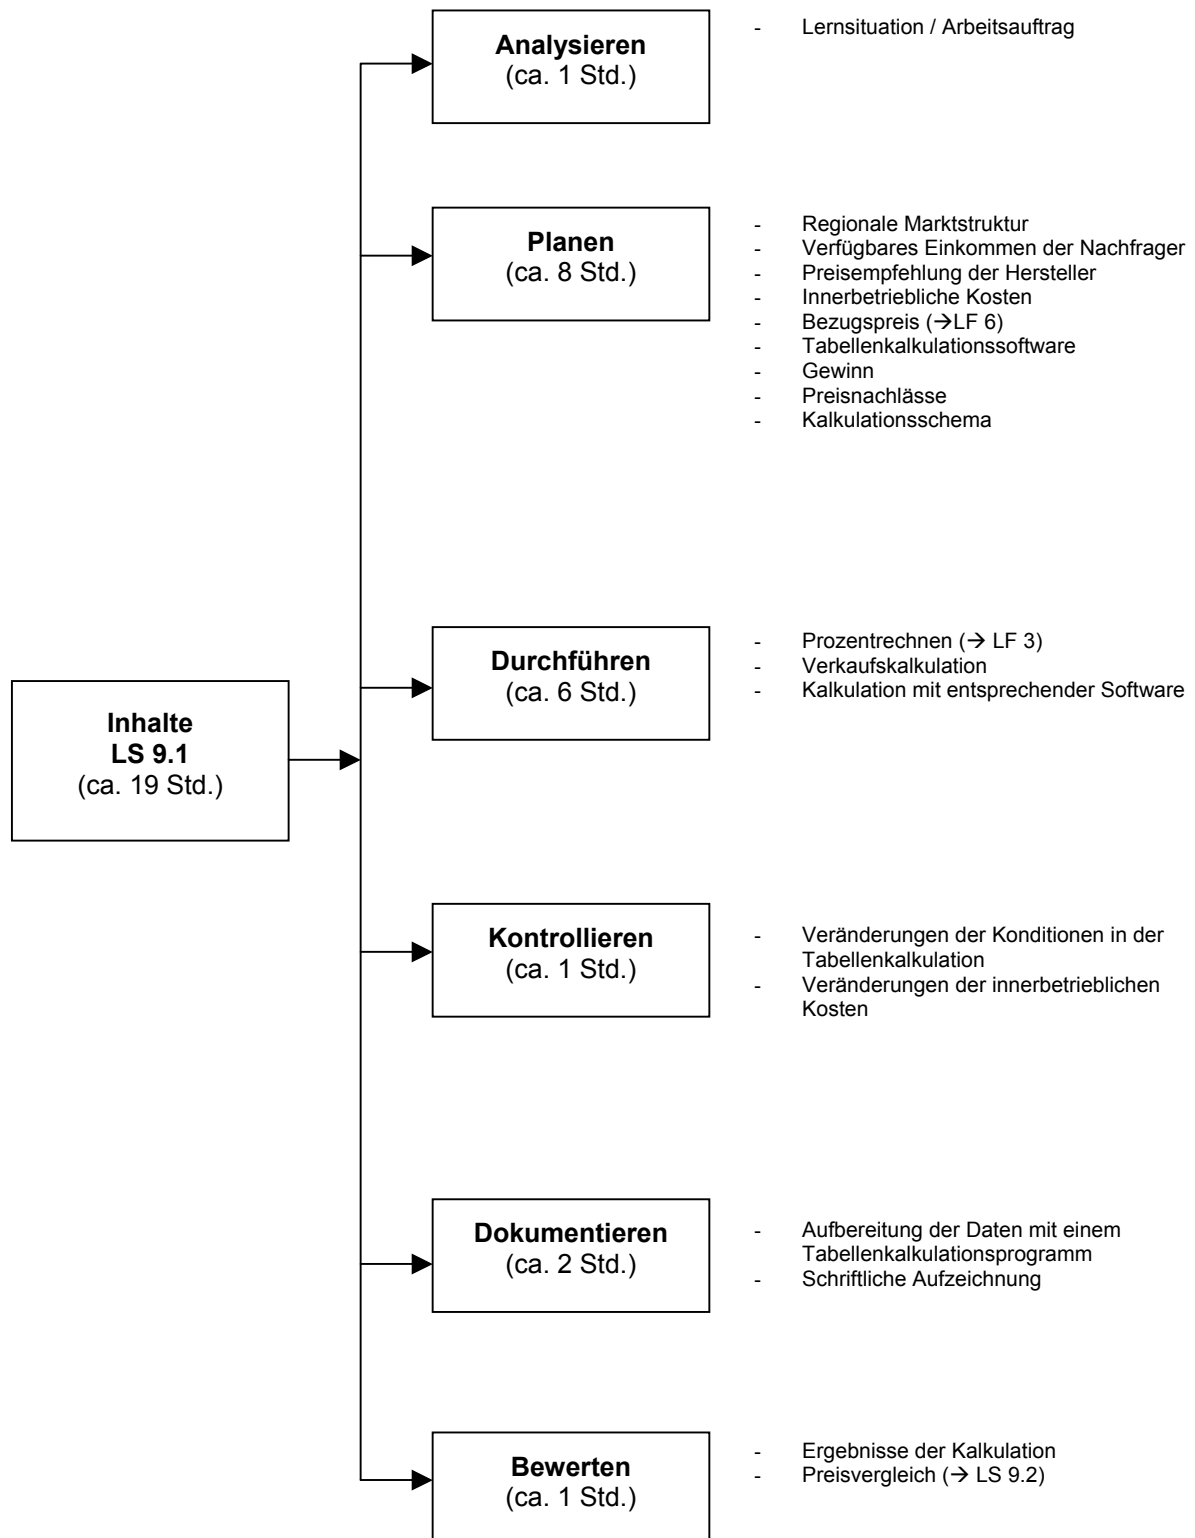 Analysieren
(ca. 1 Std.)
- Lernsituation / Arbeitsauftrag
Planen
(ca. 8 Std.)
- Regionale Marktstruktur
- Verfügbares Einkommen der Nachfrager
- Preisempfehlung der Hersteller
- Innerbetriebliche Kosten
- Bezugspreis (→LF 6)
- Tabellenkalkulationssoftware
- Gewinn
- Preisnachlässe
- Kalkulationsschema
Durchführen
(ca. 6 Std.)
- Prozentrechnen (→ LF 3)
- Verkaufskalkulation
- Kalkulation mit entsprechender Software
Inhalte
LS 9.1
(ca. 19 Std.)
Kontrollieren
(ca. 1 Std.)
- Veränderungen der Konditionen in der
Tabellenkalkulation
- Veränderungen der innerbetrieblichen
Kosten
Dokumentieren
(ca. 2 Std.)
- Aufbereitung der Daten mit einem
Tabellenkalkulationsprogramm
- Schriftliche Aufzeichnung
Bewerten
(ca. 1 Std.)
- Ergebnisse der Kalkulation
- Preisvergleich (→ LS 9.2)